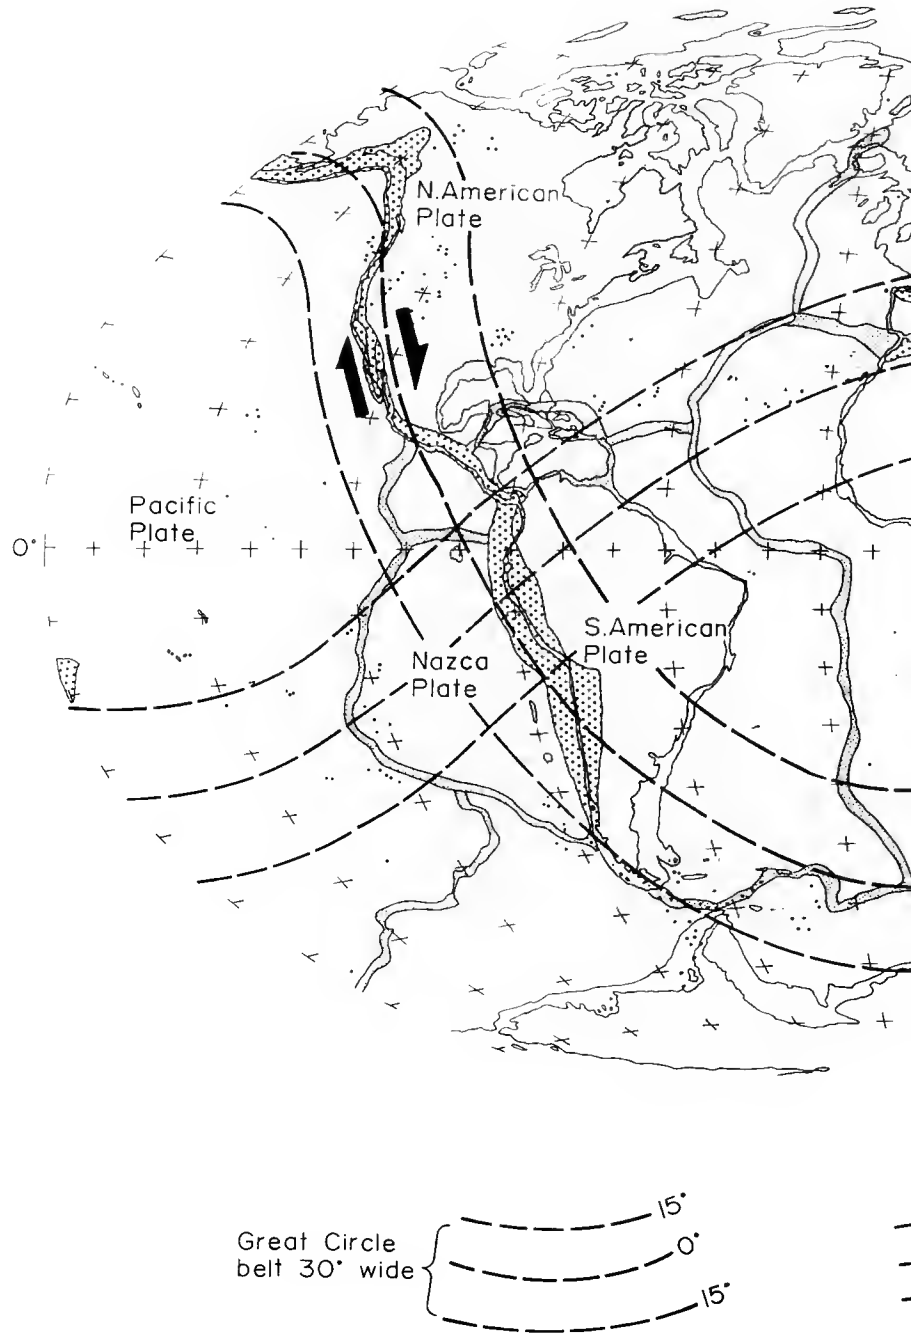 N. American
Plate
Pacific
Plate
0°
S. American
Plate
Nazca
Plate
Great Circle
belt 30° wide
15°
0°
15°